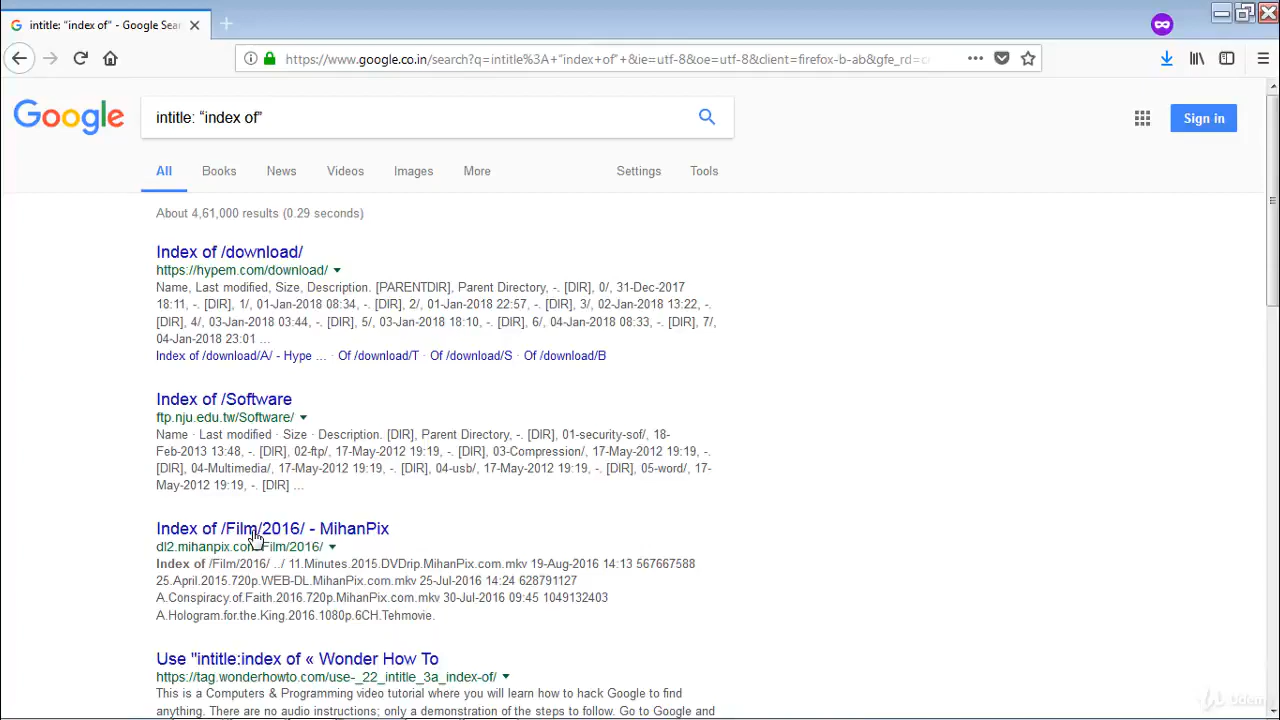 intitle: “index of” - Google Sear
https://www.google.co.in/search?q=intitle%3A+“index+of”+&ie=utf-8&oe=utf-8&client=firefox-b-ab&gfe_rd=c
Google
intitle: “index of”
Sign in
All Books News Videos Images More Settings Tools
About 4,61,000 results (0.29 seconds)
Index of /download/
https://hypem.com/download/
Name, Last modified, Size, Description. [PARENTDIR], Parent Directory, -. [DIR], 0/, 31-Dec-2017
18:11, -. [DIR], 1/, 01-Jan-2018 08:34, -. [DIR], 2/, 01-Jan-2018 22:57, -. [DIR], 3/, 02-Jan-2018 13:22, -.
[DIR], 4/, 03-Jan-2018 03:44, -. [DIR], 5/, 03-Jan-2018 18:10, -. [DIR], 6/, 04-Jan-2018 08:33, -. [DIR], 7/,
04-Jan-2018 23:01 ...
Index of /download/A/ - Hype ... · Of /download/T · Of /download/S · Of /download/B
Index of /Software
ftp.nju.edu.tw/Software/
Name · Last modified · Size · Description. [DIR], Parent Directory, -. [DIR], 01-security-sof/, 18-
Feb-2013 13:48, -. [DIR], 02-ftp/, 17-May-2012 19:19, -. [DIR], 03-Compression/, 17-May-2012 19:19, -.
[DIR], 04-Multimedia/, 17-May-2012 19:19, -. [DIR], 04-usb/, 17-May-2012 19:19, -. [DIR], 05-word/, 17-
May-2012 19:19, -. [DIR] ...
Index of /Film/2016/ - MihanPix
dl2.mihanpix.com/Film/2016/
Index of /Film/2016/ ../ 11.Minutes.2015.DVDrip.MihanPix.com.mkv 19-Aug-2016 14:13 567667588
25.April.2015.720p.WEB-DL.MihanPix.com.mkv 25-Jul-2016 14:24 628791127
A.Conspiracy.of.Faith.2016.720p.MihanPix.com.mkv 30-Jul-2016 09:45 1049132403
A.Hologram.for.the.King.2016.1080p.6CH.Tehmovie.
Use "intitle:index of « Wonder How To
https://tag.wonderhowto.com/use-_22_intitle_3a_index-of/
This is a Computers & Programming video tutorial where you will learn how to hack Google to find
anything. There are no audio instructions; only a demonstration of the steps to follow. Go to Google and
Udemy